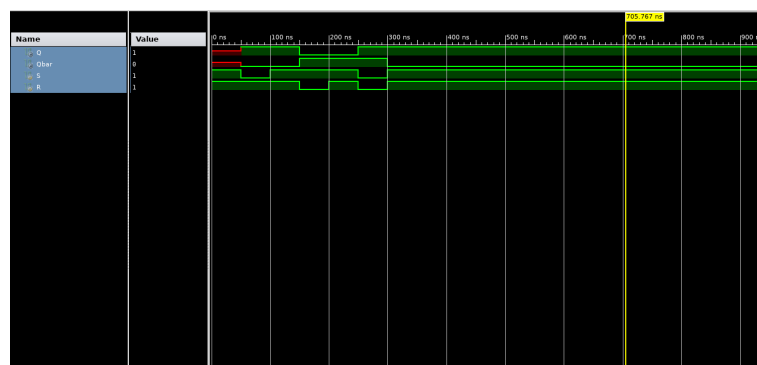 705.767 ns
Name Value
0 ns 100 ns 200 ns 300 ns 400 ns 500 ns 600 ns 700 ns 800 ns 900 n
Q 1
Qbar 0
S 1
R 1